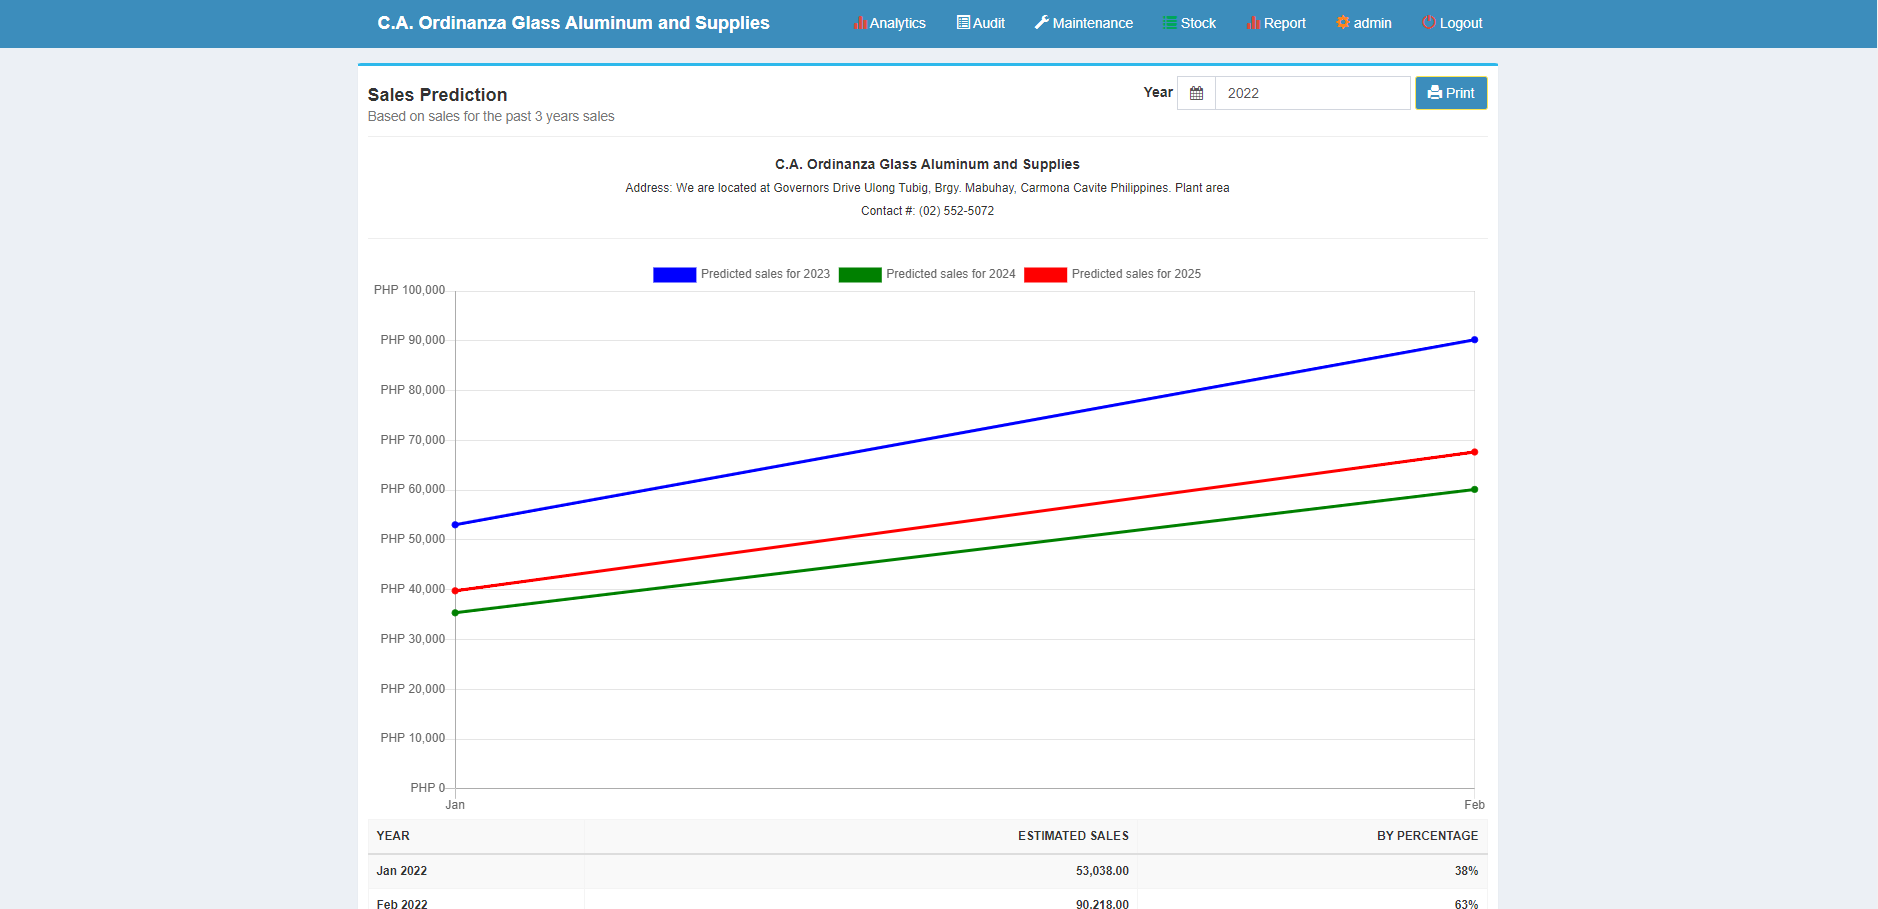 C.A. Ordinanza Glass Aluminum and Supplies
Analytics Audit Maintenance Stock Report admin Logout
Sales Prediction
Based on sales for the past 3 years sales
Year 2022 Print
C.A. Ordinanza Glass Aluminum and Supplies
Address: We are located at Governors Drive Ulong Tubig, Brgy. Mabuhay, Carmona Cavite Philippines. Plant area
Contact #: (02) 552-5072
Predicted sales for 2023 Predicted sales for 2024 Predicted sales for 2025
PHP 100,000
PHP 90,000
PHP 80,000
PHP 70,000
PHP 60,000
PHP 50,000
PHP 40,000
PHP 30,000
PHP 20,000
PHP 10,000
PHP 0
Jan Feb
YEAR ESTIMATED SALES BY PERCENTAGE
Jan 2022 53,038.00 38%
Feb 2022 90,218.00 63%